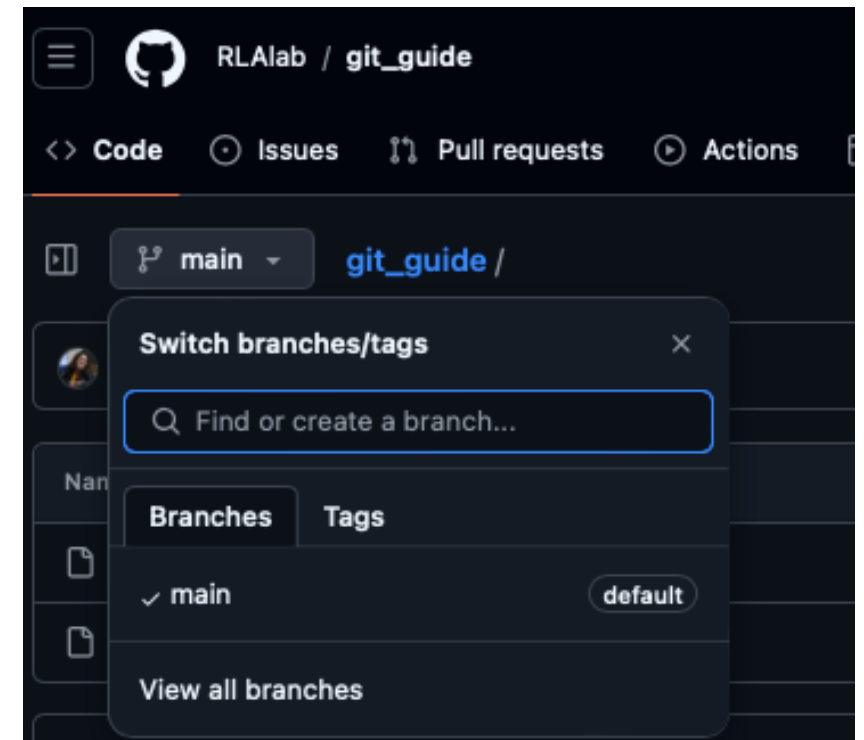 RLAlab / git_guide
Code Issues Pull requests Actions
main git_guide /
Switch branches/tags
Find or create a branch...
Nan
Branches Tags
main default
View all branches